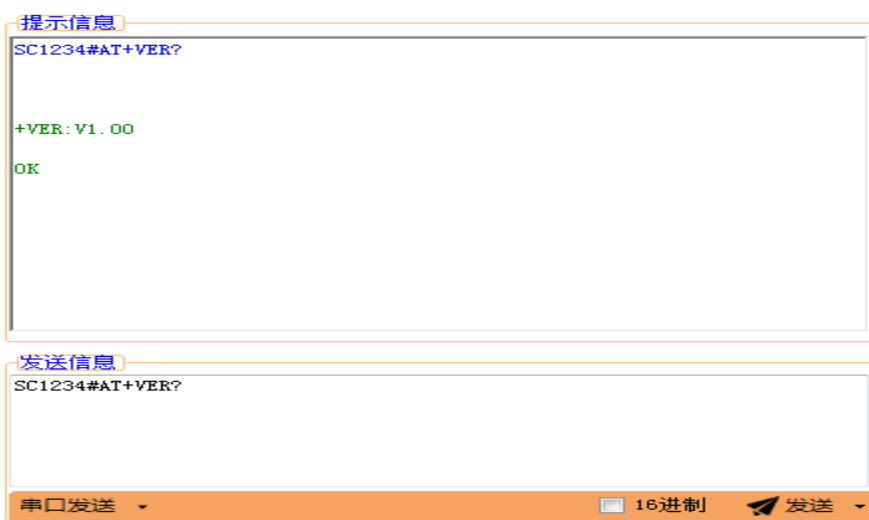 提示信息
SC1234#AT+VER?
+VER:V1.00
OK
发送信息
SC1234#AT+VER?
串口发送 16进制 发送